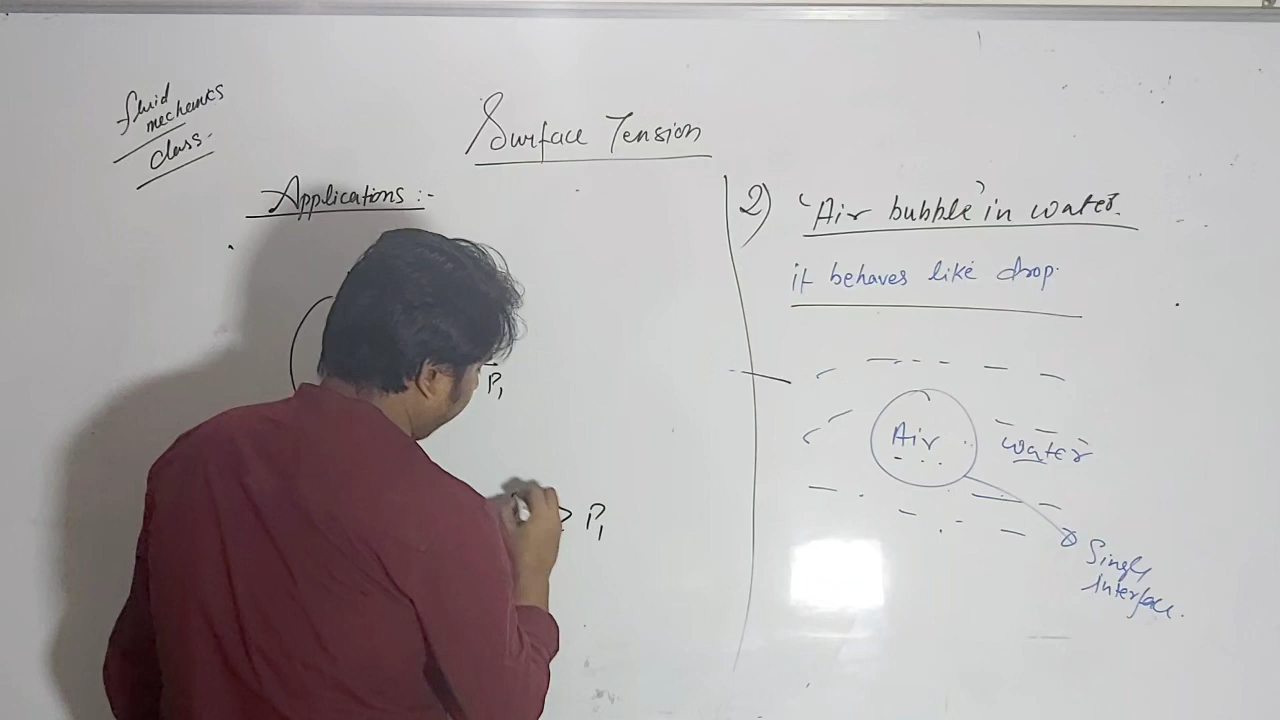 fluid
mechanics
class.
Surface Tension
Applications :-
P₁
> P₁
2) 'Air bubble' in water.
it behaves like drop.
Air
water
Single
interface.